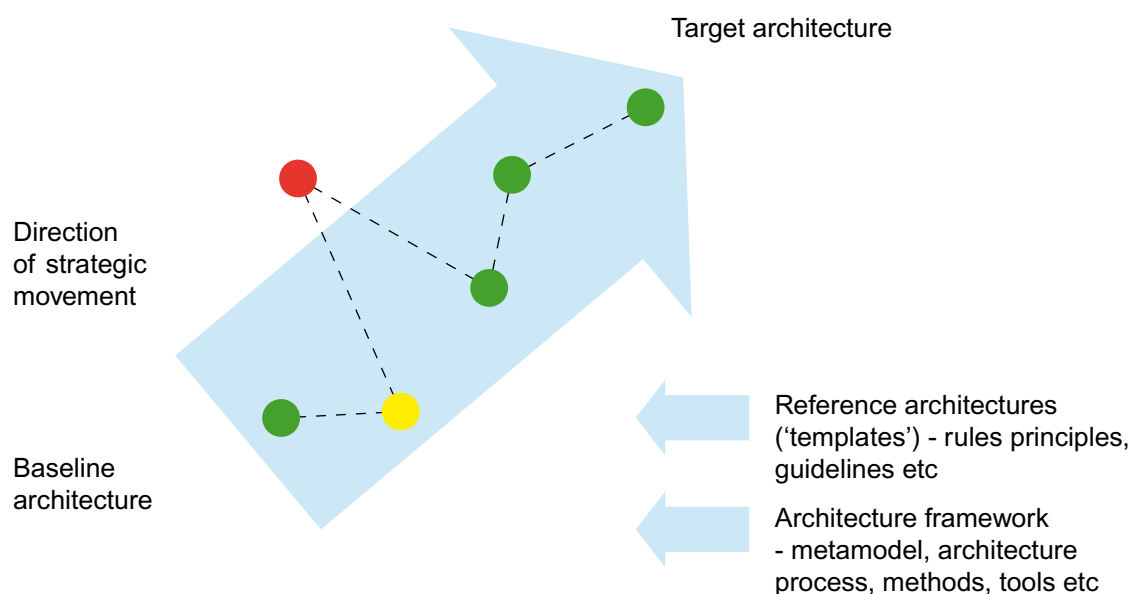 Target architecture
Direction
of strategic
movement
Baseline
architecture
Reference architectures
(‘templates’) - rules principles,
guidelines etc
Architecture framework
- metamodel, architecture
process, methods, tools etc